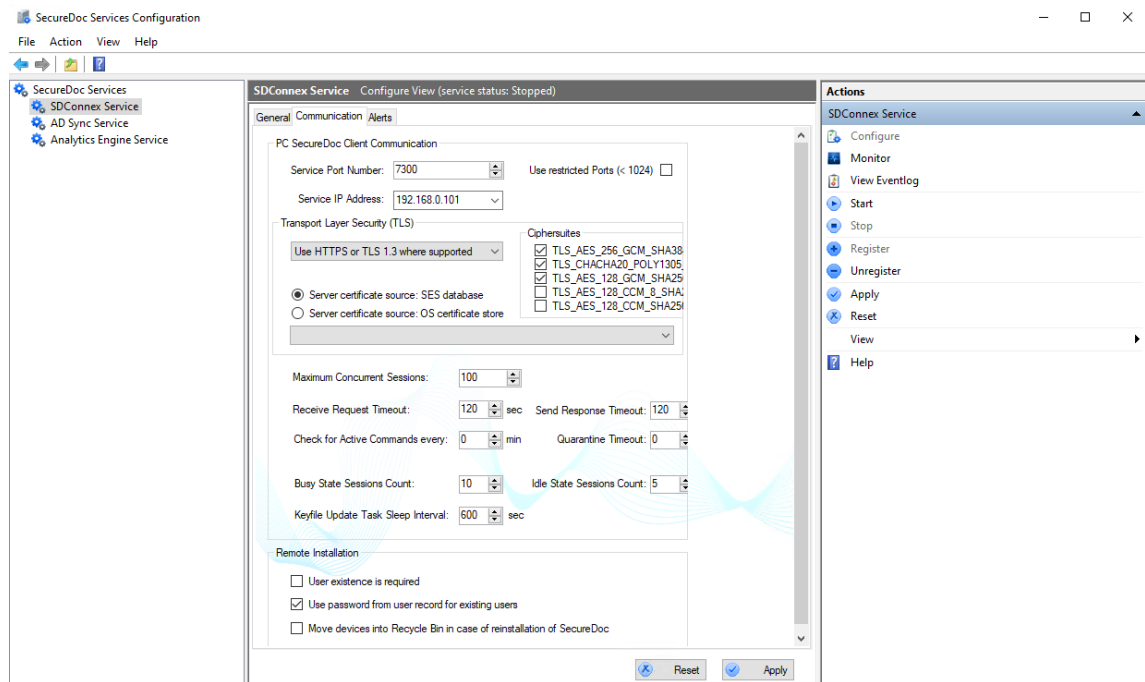 SecureDoc Services Configuration
File Action View Help
SecureDoc Services
SDConnex Service
AD Sync Service
Analytics Engine Service
SDConnex Service Configure View (service status: Stopped)
General Communication Alerts
PC SecureDoc Client Communication
Service Port Number: 7300 Use restricted Ports (< 1024)
Service IP Address: 192.168.0.101
Transport Layer Security (TLS)
Use HTTPS or TLS 1.3 where supported
Server certificate source: SES database
Server certificate source: OS certificate store
Ciphersuites
TLS_AES_256_GCM_SHA38
TLS_CHACHA20_POLY1305_
TLS_AES_128_GCM_SHA25
TLS_AES_128_CCM_8_SHA
TLS_AES_128_CCM_SHA25
Maximum Concurrent Sessions: 100
Receive Request Timeout: 120 sec Send Response Timeout: 120
Check for Active Commands every: 0 min Quarantine Timeout: 0
Busy State Sessions Count: 10 Idle State Sessions Count: 5
Keyfile Update Task Sleep Interval: 600 sec
Remote Installation
User existence is required
Use password from user record for existing users
Move devices into Recycle Bin in case of reinstallation of SecureDoc
Reset Apply
Actions
SDConnex Service
Configure
Monitor
View Eventlog
Start
Stop
Register
Unregister
Apply
Reset
View
Help